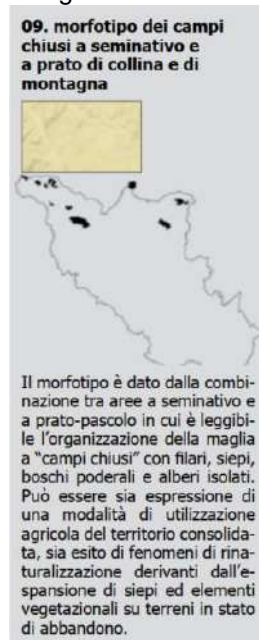 09. morfotipo dei campi
chiusi a seminativo e
a prato di collina e di
montagna
Il morfotipo è dato dalla combi-
nazione tra aree a seminativo e
a prato-pascolo in cui è leggibi-
le l'organizzazione della maglia
a "campi chiusi" con filari, siepi,
boschi poderali e alberi isolati.
Può essere sia espressione di
una modalità di utilizzazione
agricola del territorio consolida-
ta, sia esito di fenomeni di rina-
turalizzazione derivanti dall'e-
spansione di siepi ed elementi
vegetazionali su terreni in stato
di abbandono.